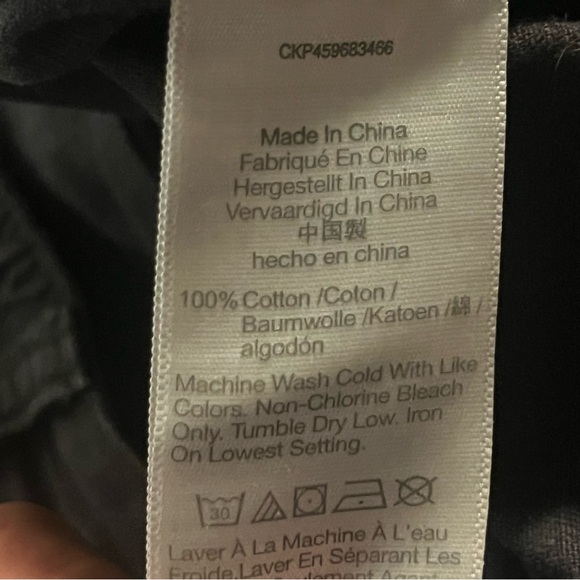 CKP459683466
Made In China
Fabriqué En Chine
Hergestellt In China
Vervaardigd In China
中国製
hecho en china
100% Cotton /Coton /
Baumwolle /Katoen /綿 /
algodón
Machine Wash Cold With Like
Colors. Non-Chlorine Bleach
Only. Tumble Dry Low. Iron
On Lowest Setting.
30
Laver À La Machine À L'eau
Froide.Laver En Séparant Les